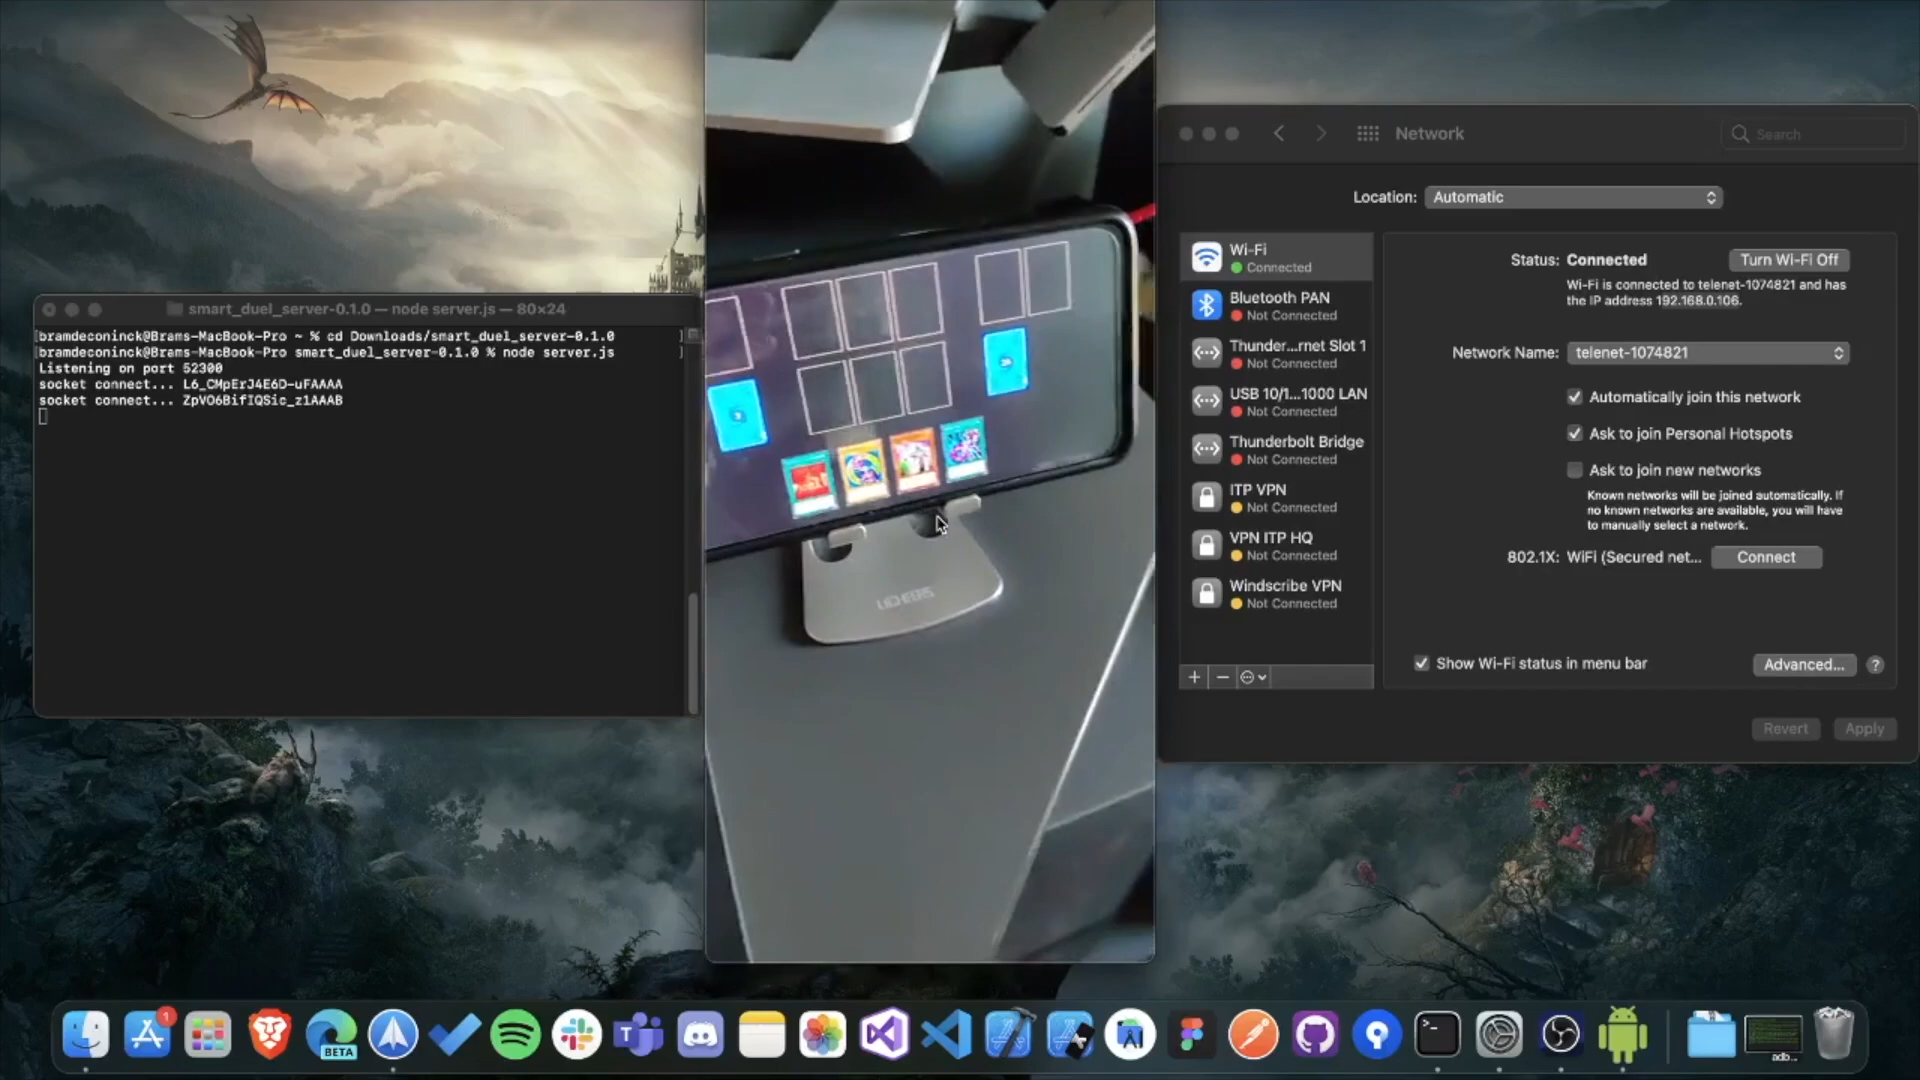 smart_duel_server-0.1.0 — node server.js — 80×24
[bramdeconinck@Brams-MacBook-Pro ~ % cd Downloads/smart_duel_server-0.1.0 ]
[bramdeconinck@Brams-MacBook-Pro smart_duel_server-0.1.0 % node server.js ]
Listening on port 52300
socket connect... L6_CMpErJ4E6D-uFAAAA
socket connect... ZpVO6BifIQSic_z1AAAB
UGREEN
Network
Search
Location: Automatic
Wi-Fi
Connected
Bluetooth PAN
Not Connected
Thunder...rnet Slot 1
Not Connected
USB 10/1...1000 LAN
Not Connected
Thunderbolt Bridge
Not Connected
ITP VPN
Not Connected
VPN ITP HQ
Not Connected
Windscribe VPN
Not Connected
Status: Connected
Turn Wi-Fi Off
Wi-Fi is connected to telenet-1074821 and has
the IP address 192.168.0.106.
Network Name: telenet-1074821
Automatically join this network
Ask to join Personal Hotspots
Ask to join new networks
Known networks will be joined automatically. If
no known networks are available, you will have
to manually select a network.
802.1X: WiFi (Secured net... Connect
Show Wi-Fi status in menu bar
Advanced... ?
Revert Apply
1
BETA
adb...